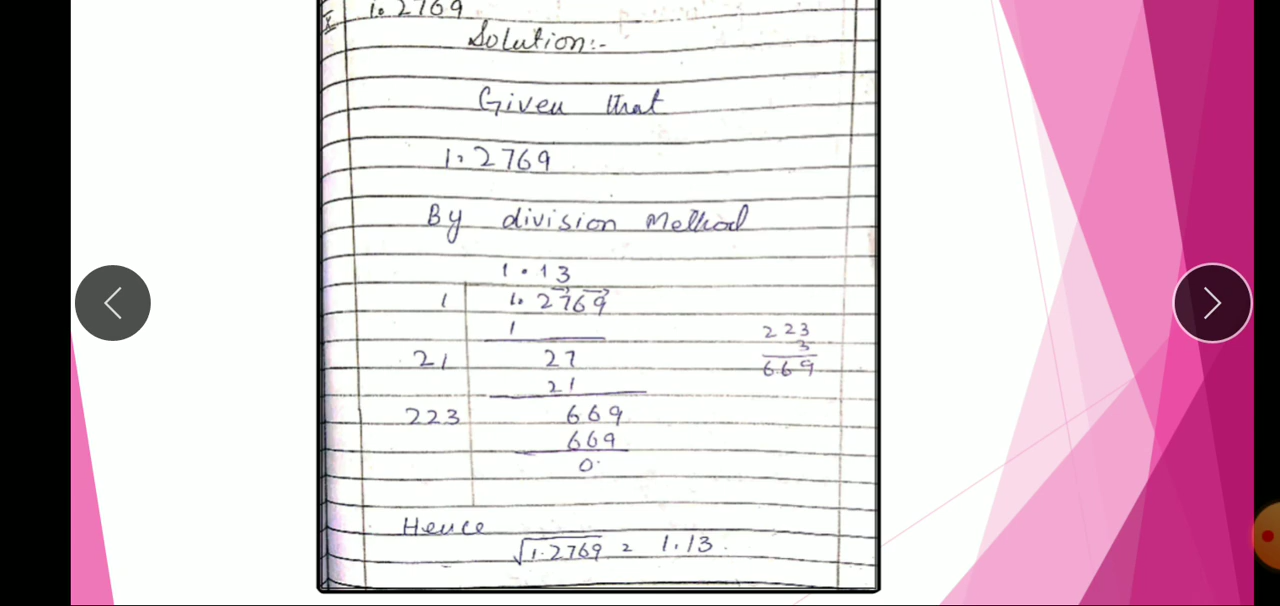 x 1.2769
Solution:-
Given that
1.2769
By division Method
1.13
1 1.2769
1
21 27
21
223 669
669
0
223
3
669
Hence
√1.2769 = 1.13